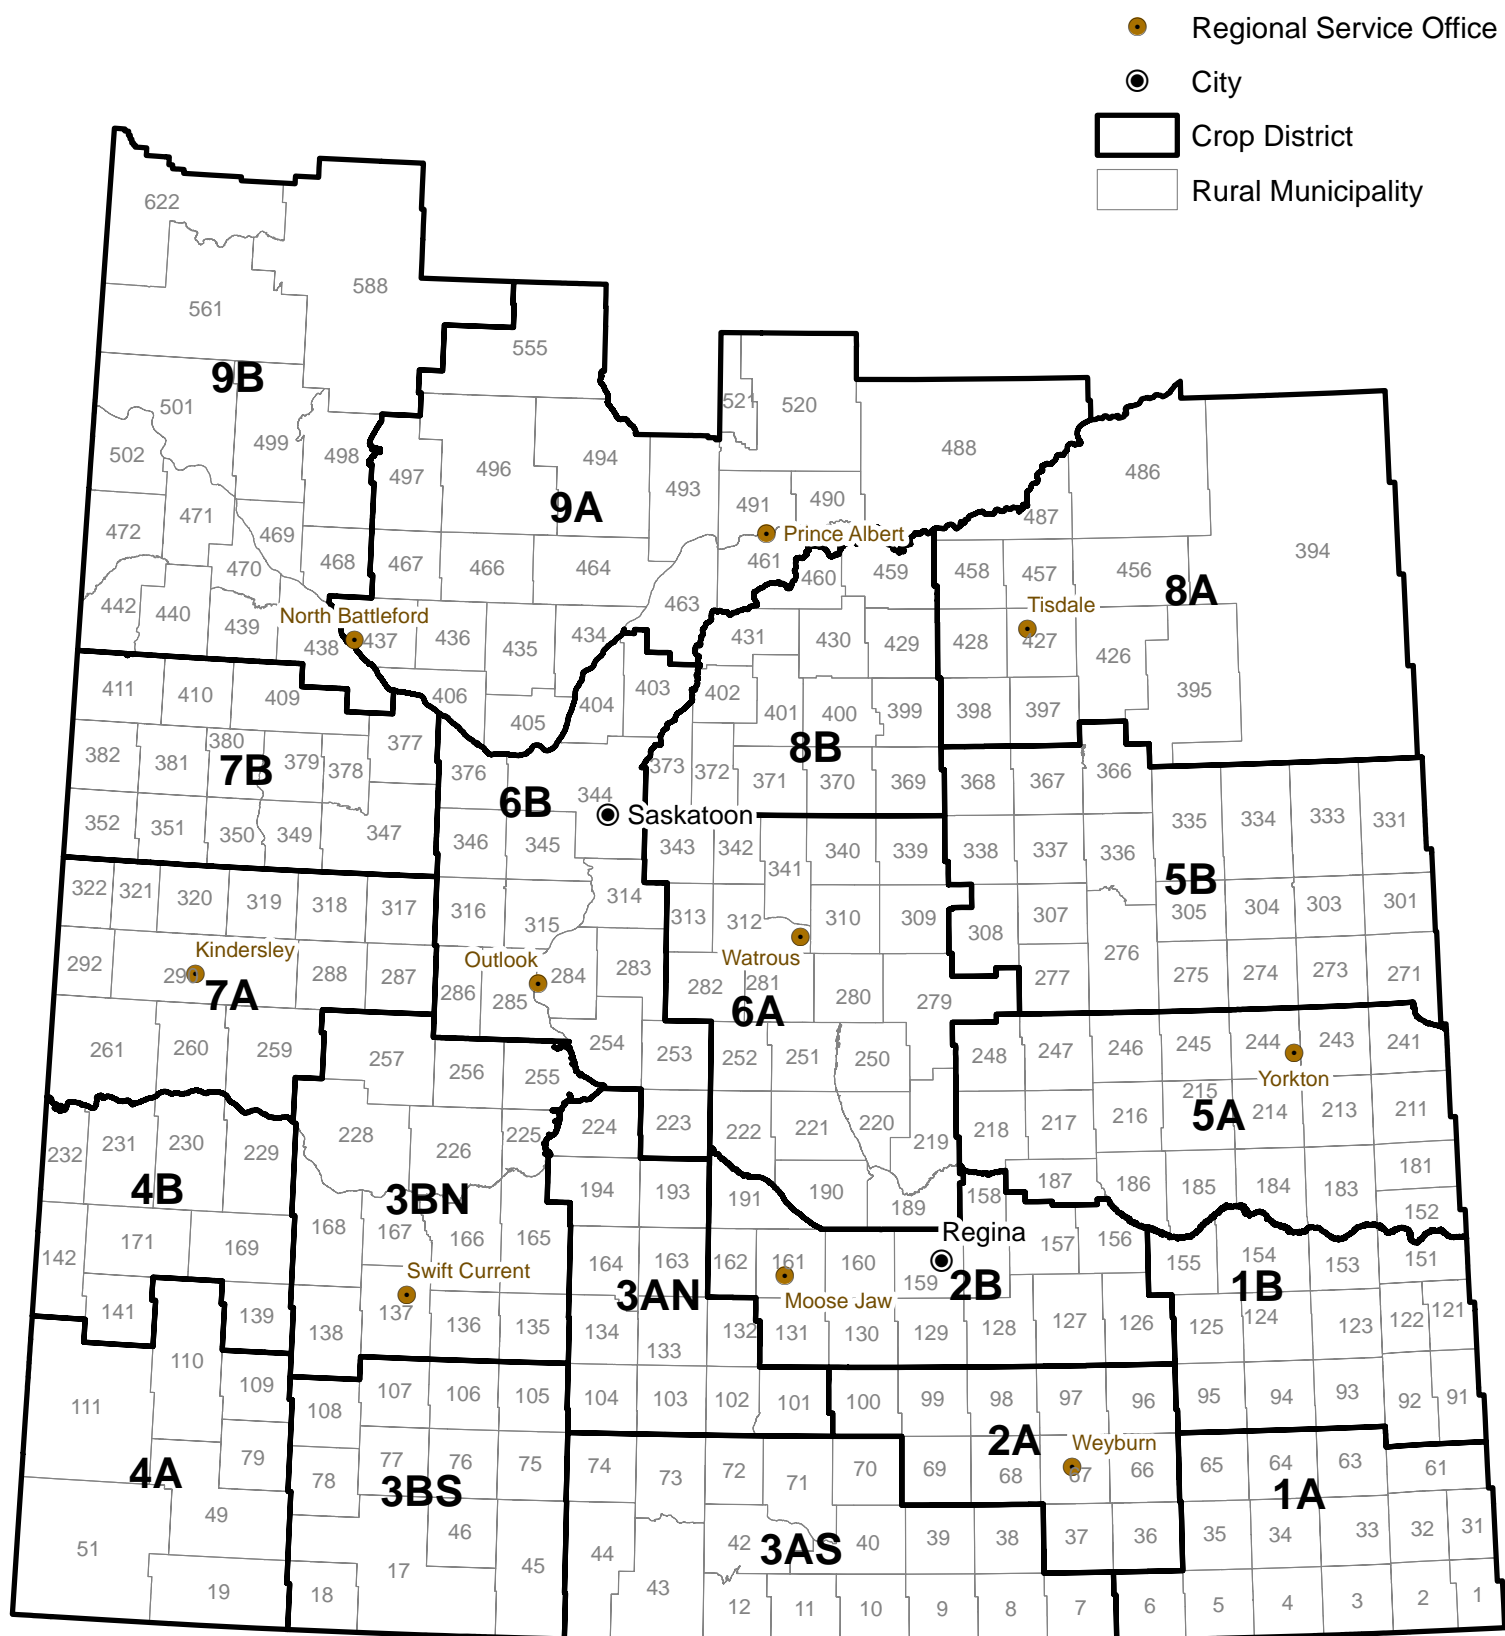 Regional Service Office
City
Crop District
Rural Municipality
622
588
561
555
9B
501
521 520
499
502 498 497 496 494 488
493 486
9A
491 490
471 487
472 469
Prince Albert
468 467 466 464 461 460 459 458 457 456 394
470 8A
442 440 439 463 Tisdale
North Battleford
438 437 436 435 434 431 430 429 428 427
426
411 410 409 406 405 404 403 402 401 400 399 398 397 395
382 381 380 379 378 377 8B
7B 376 373 372 371 370 369 368 367 366
6B 344
Saskatoon
352 351 350 349 347 346 345 343 342 341 340 339 338 337 336 335 334 333 331
5B
322 321 320 319 318 317 316 315 314 313 312 310 309 308 307 305 304 303 301
Kindersley Outlook Watrous
292 29 288 287 286 285 284 283 282 281 280 279 277 276 275 274 273 271
7A 6A
261 260 259 257 256 255 254 253 252 251 250 248 247 246 245 244 243 241
Yorkton
232 231 230 229 228 226 225 224 223 222 221 220 219 218 217 216 215 214 213 211
5A
4B 3BN 194 193 191 190 189 187 186 185 184 183 181
158 152
142 171 169 168 167 166 165 164 163 162 161 160 159 157 156 155 154 153 151
Regina
Swift Current
3AN Moose Jaw 2B 1B
141 139 138 137 136 135 134 133 132 131 130 129 128 127 126 125 124 123 122 121
111 110 109 108 107 106 105 104 103 102 101 100 99 98 97 96 95 94 93 92 91
2A Weyburn
4A 79 78 77 76 75 74 73 72 71 70 69 68 67 66 65 64 63 61
3BS 1A
51 49 46 45 44 43 42 40 39 38 37 36 35 34 33 32 31
3AS
19 18 17 12 11 10 9 8 7 6 5 4 3 2 1